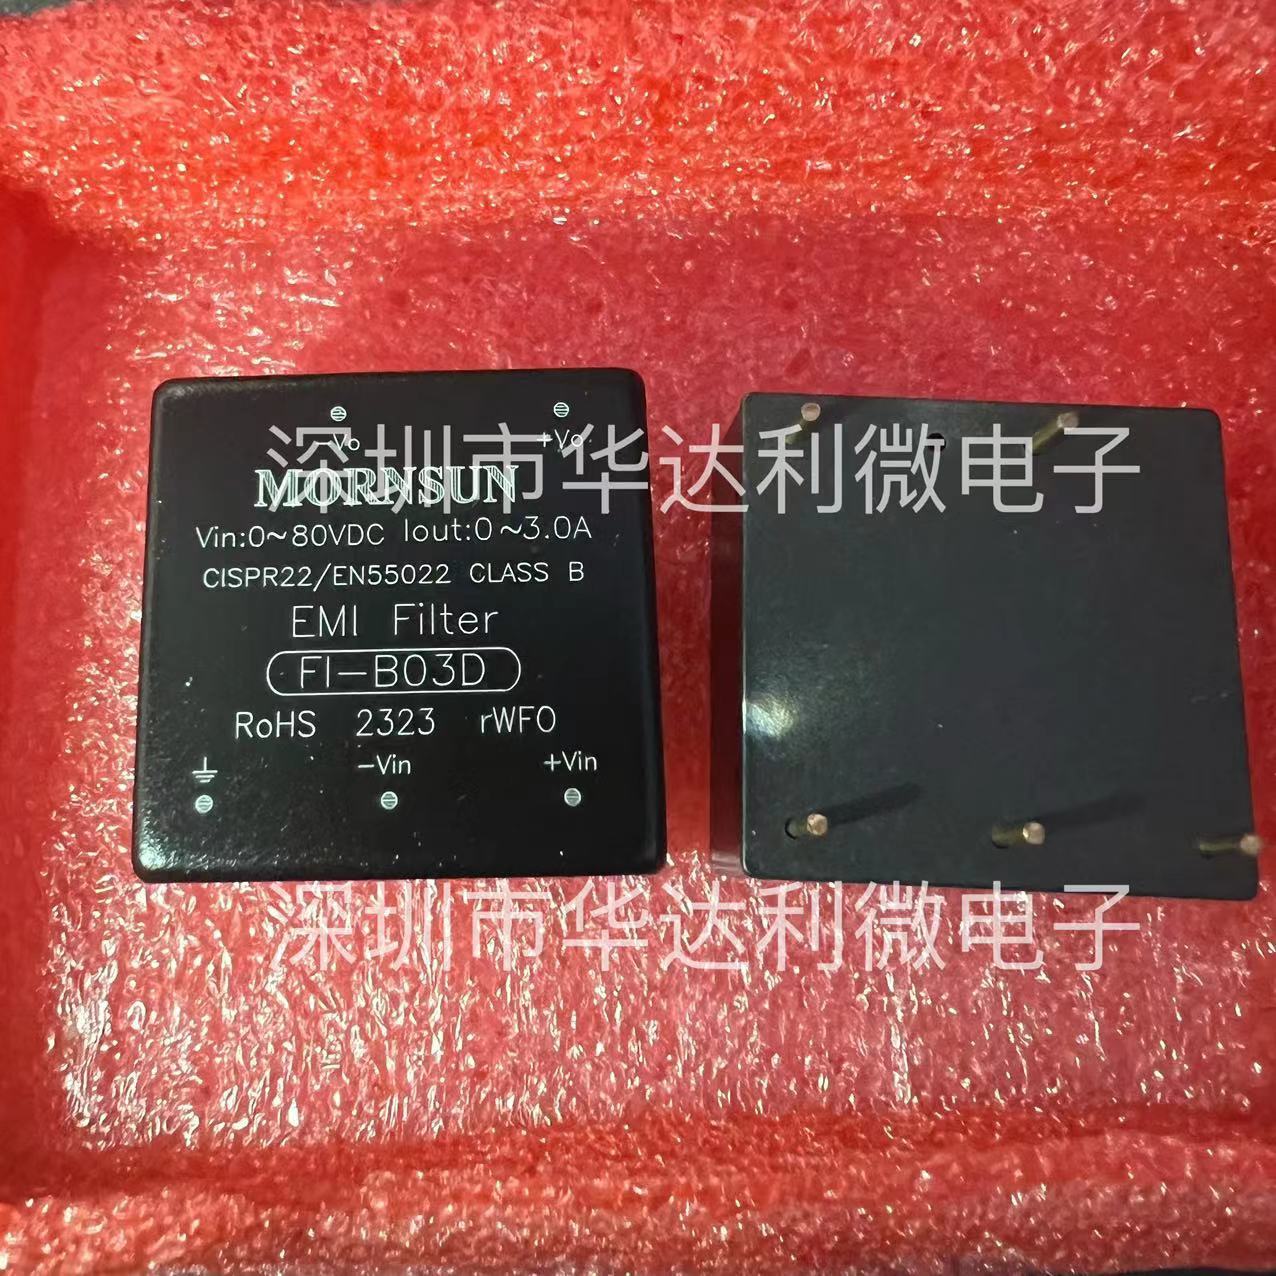 -Vo +Vo
深圳市华达利微电子
MORNSUN
Vin:0~80VDC Iout:0~3.0A
CISPR22/EN55022 CLASS B
EMI Filter
FI-B03D
RoHS 2323 rWFO
-Vin +Vin
深圳市华达利微电子